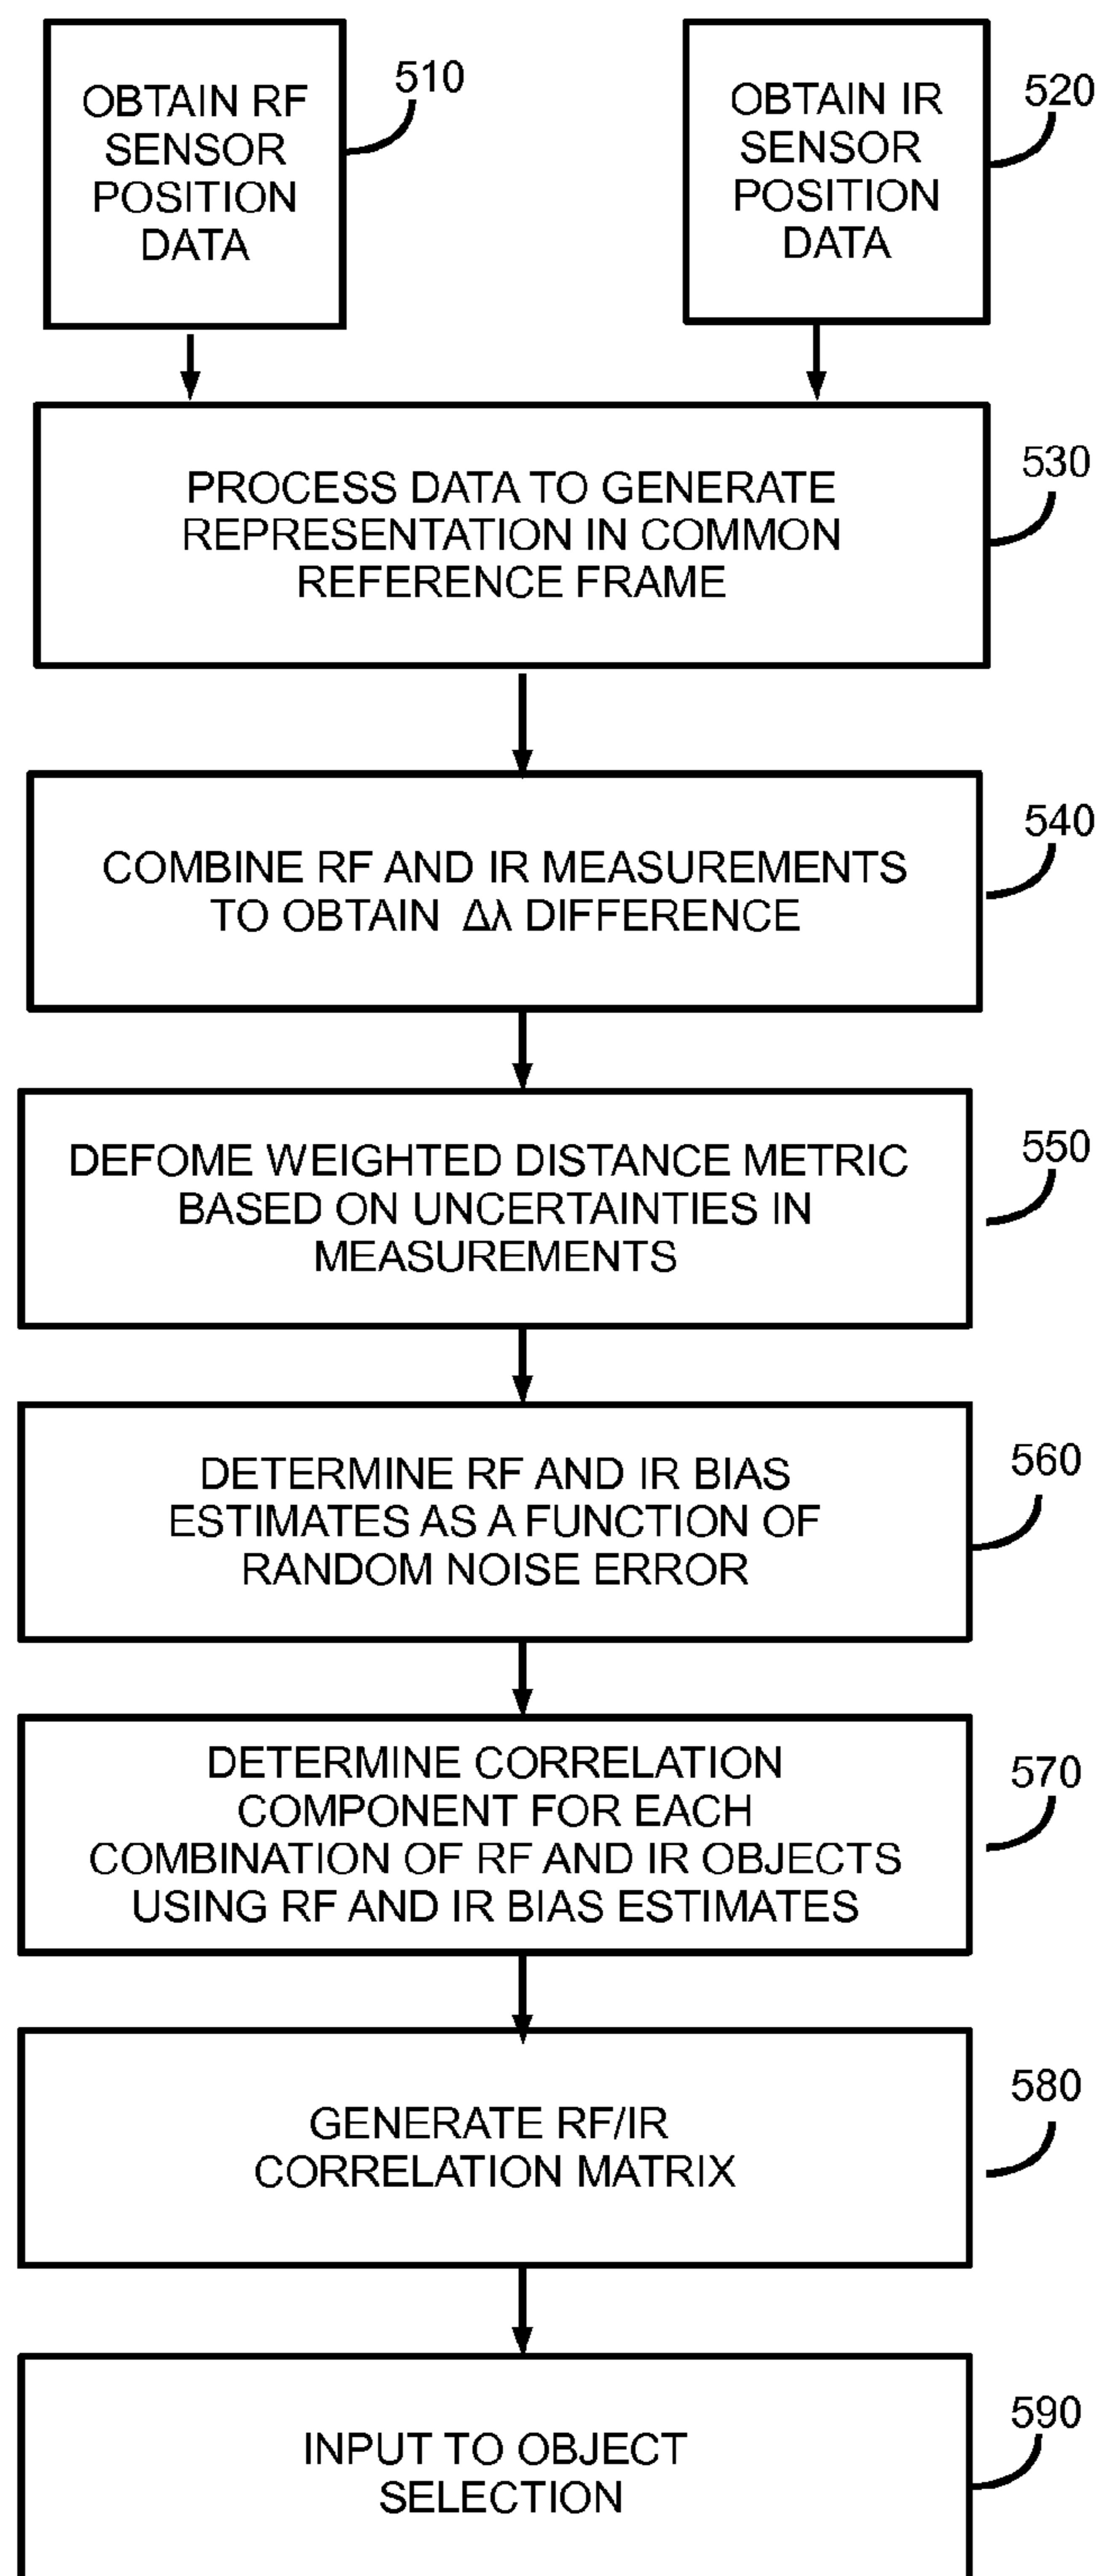 OBTAIN RF
SENSOR
POSITION
DATA
510
OBTAIN IR
SENSOR
POSITION
DATA
520
PROCESS DATA TO GENERATE
REPRESENTATION IN COMMON
REFERENCE FRAME
530
COMBINE RF AND IR MEASUREMENTS
TO OBTAIN Δλ DIFFERENCE
540
DEFOME WEIGHTED DISTANCE METRIC
BASED ON UNCERTAINTIES IN
MEASUREMENTS
550
DETERMINE RF AND IR BIAS
ESTIMATES AS A FUNCTION OF
RANDOM NOISE ERROR
560
DETERMINE CORRELATION
COMPONENT FOR EACH
COMBINATION OF RF AND IR OBJECTS
USING RF AND IR BIAS ESTIMATES
570
GENERATE RF/IR
CORRELATION MATRIX
580
INPUT TO OBJECT
SELECTION
590